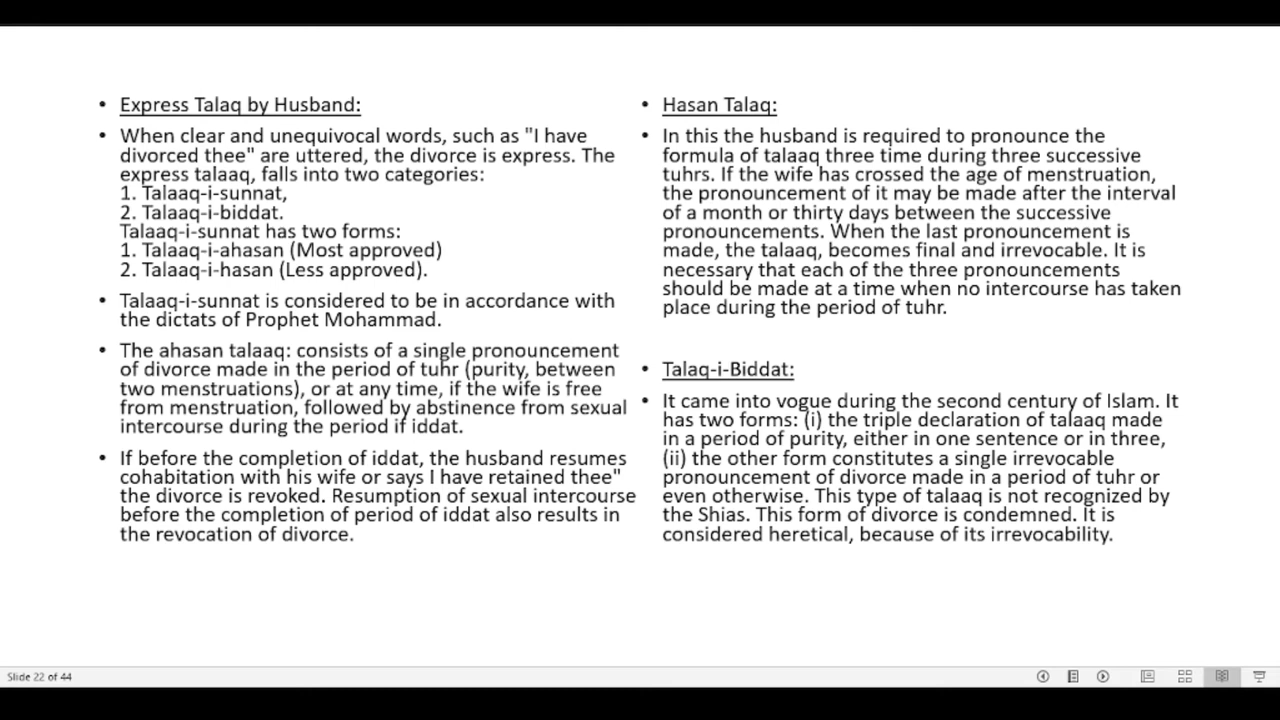 • Express Talaq by Husband:
• When clear and unequivocal words, such as "I have
divorced thee" are uttered, the divorce is express. The
express talaaq, falls into two categories:
1. Talaaq-i-sunnat,
2. Talaaq-i-biddat.
Talaaq-i-sunnat has two forms:
1. Talaaq-i-ahasan (Most approved)
2. Talaaq-i-hasan (Less approved).
• Talaaq-i-sunnat is considered to be in accordance with
the dictats of Prophet Mohammad.
• The ahasan talaaq: consists of a single pronouncement
of divorce made in the period of tuhr (purity, between
two menstruations), or at any time, if the wife is free
from menstruation, followed by abstinence from sexual
intercourse during the period if iddat.
• If before the completion of iddat, the husband resumes
cohabitation with his wife or says I have retained thee"
the divorce is revoked. Resumption of sexual intercourse
before the completion of period of iddat also results in
the revocation of divorce.
• Hasan Talaq:
• In this the husband is required to pronounce the
formula of talaaq three time during three successive
tuhrs. If the wife has crossed the age of menstruation,
the pronouncement of it may be made after the interval
of a month or thirty days between the successive
pronouncements. When the last pronouncement is
made, the talaaq, becomes final and irrevocable. It is
necessary that each of the three pronouncements
should be made at a time when no intercourse has taken
place during the period of tuhr.
• Talaq-i-Biddat:
• It came into vogue during the second century of Islam. It
has two forms: (i) the triple declaration of talaaq made
in a period of purity, either in one sentence or in three,
(ii) the other form constitutes a single irrevocable
pronouncement of divorce made in a period of tuhr or
even otherwise. This type of talaaq is not recognized by
the Shias. This form of divorce is condemned. It is
considered heretical, because of its irrevocability.
Slide 22 of 44